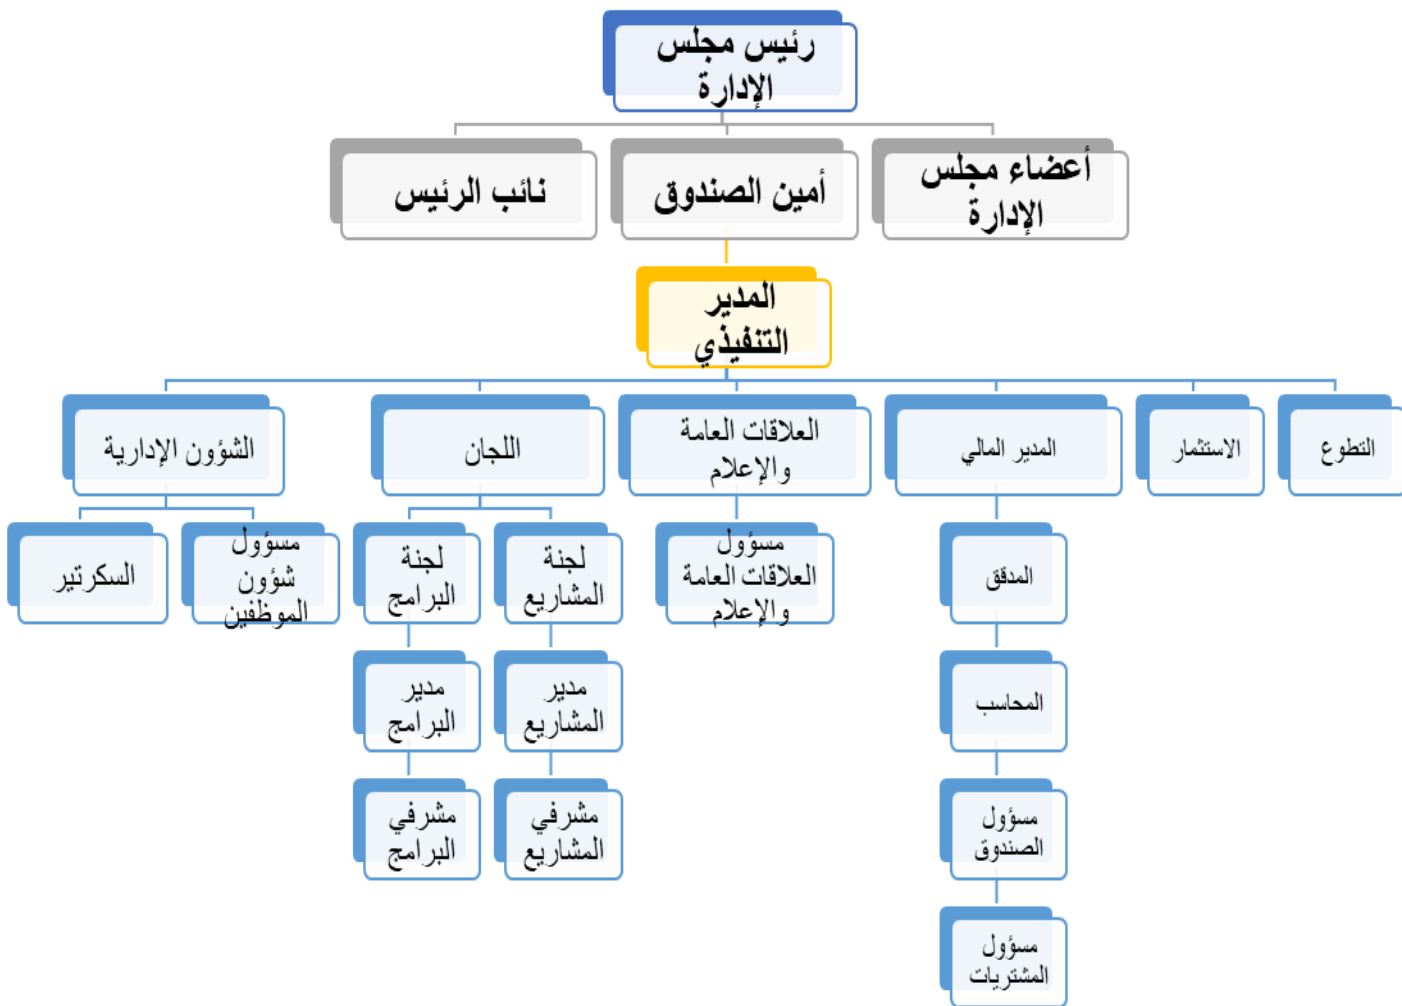 رئيس مجلس
الإدارة
أعضاء مجلس
الإدارة
أمين الصندوق
نائب الرئيس
المدير
التنفيذي
التطوع
الاستثمار
المدير المالي
العلاقات العامة
والإعلام
اللجان
الشؤون الإدارية
المدقق
مسؤول
العلاقات العامة
والإعلام
لجنة
المشاريع
لجنة
البرامج
مسؤول
شؤون
الموظفين
السكرتير
المحاسب
مدير
المشاريع
مدير
البرامج
مسؤول
الصندوق
مشرفي
المشاريع
مشرفي
البرامج
مسؤول
المشتريات